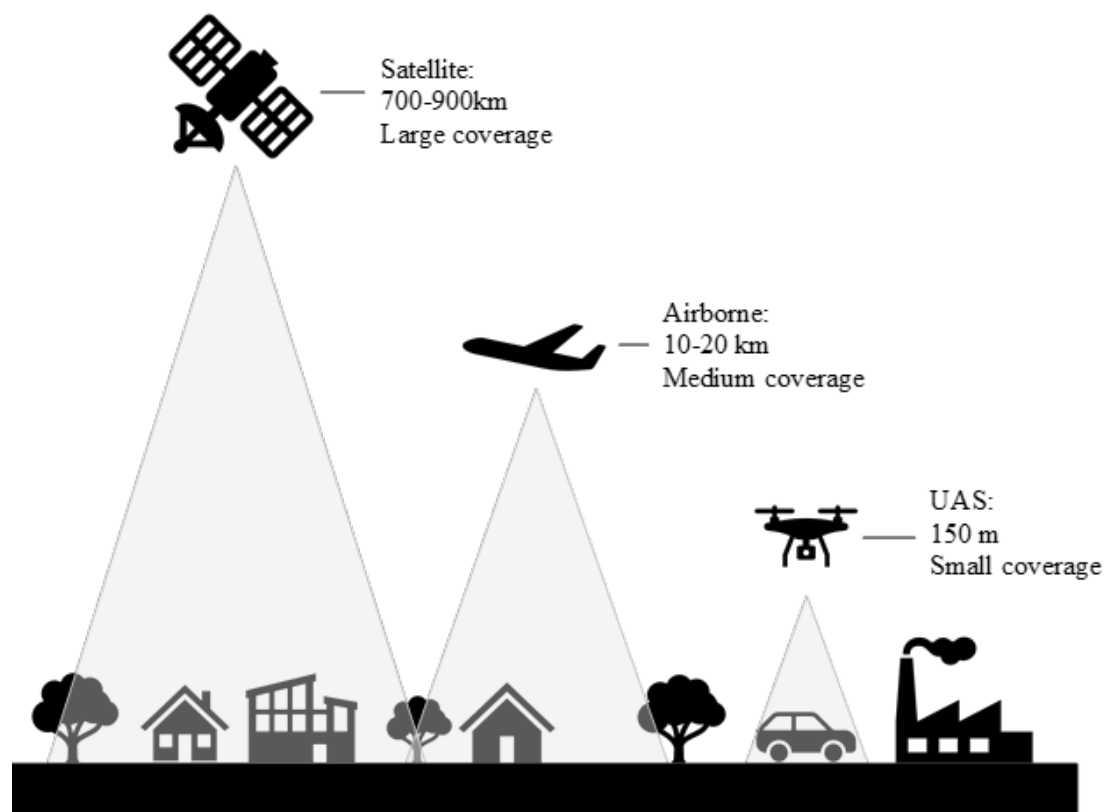 Satellite:
700-900km
Large coverage
Airborne:
10-20 km
Medium coverage
UAS:
150 m
Small coverage